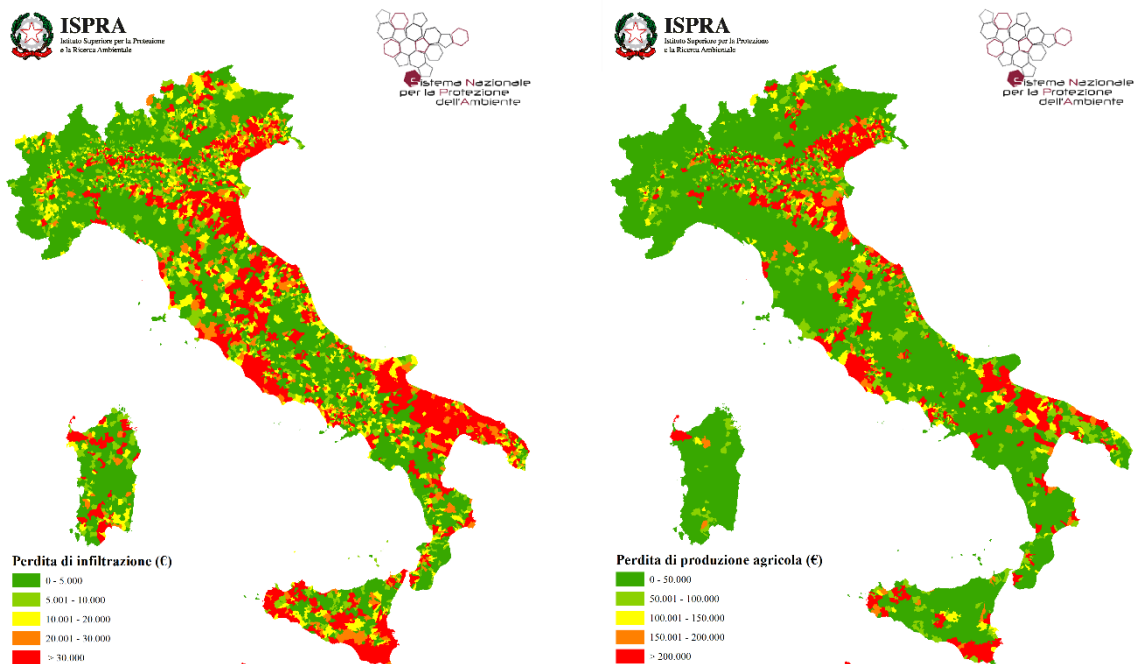 ISPRA
Istituto Superiore per la Protezione
e la Ricerca Ambientale
Sistema Nazionale
per la Protezione
dell'Ambiente
Perdita di infiltrazione (€)
0 - 5.000
5.001 - 10.000
10.001 - 20.000
20.001 - 30.000
> 30.000
ISPRA
Istituto Superiore per la Protezione
e la Ricerca Ambientale
Sistema Nazionale
per la Protezione
dell'Ambiente
Perdita di produzione agricola (€)
0 - 50.000
50.001 - 100.000
100.001 - 150.000
150.001 - 200.000
> 200.000